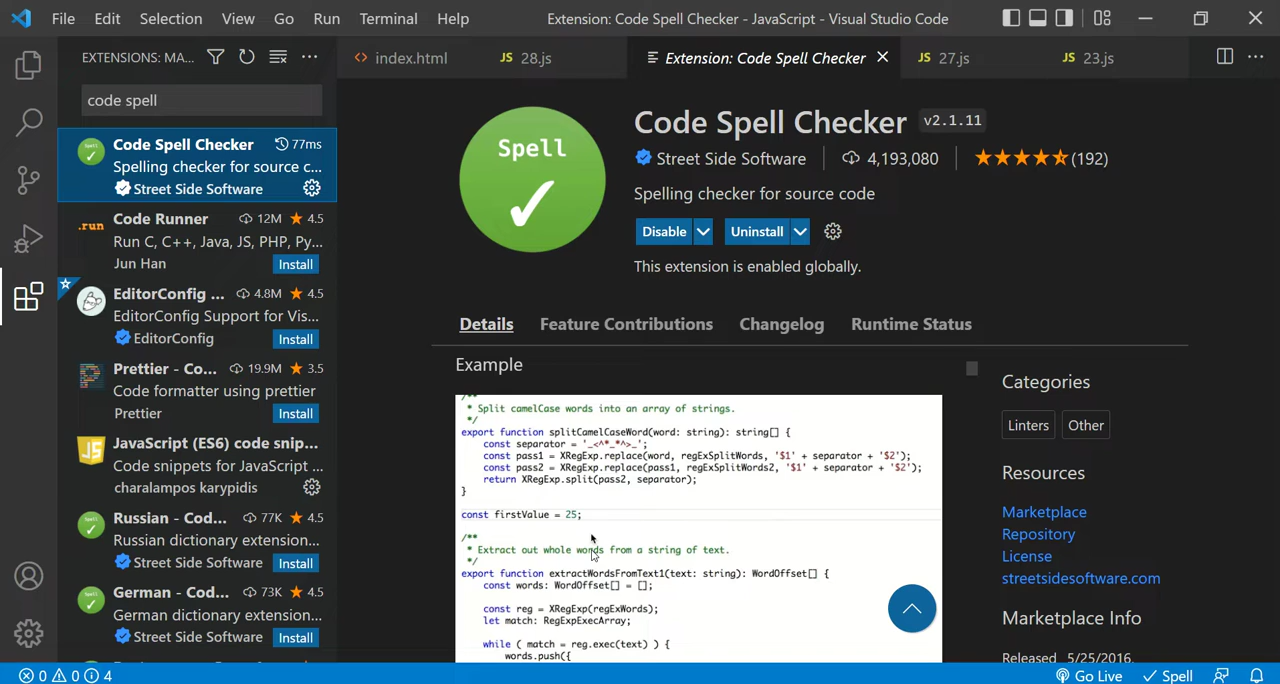 File Edit Selection View Go Run Terminal Help
Extension: Code Spell Checker - JavaScript - Visual Studio Code
EXTENSIONS: MA...
code spell
Code Spell Checker 77ms
Spelling checker for source c...
Street Side Software
.run
Code Runner 12M 4.5
Run C, C++, Java, JS, PHP, Py...
Jun Han Install
EditorConfig ... 4.8M 4.5
EditorConfig Support for Vis...
EditorConfig Install
Prettier - Co... 19.9M 3.5
Code formatter using prettier
Prettier Install
JS
JavaScript (ES6) code snip...
Code snippets for JavaScript ...
charalampos karypidis
Spell
Russian - Cod... 77K 4.5
Russian dictionary extension...
Street Side Software Install
Spell
German - Cod... 73K 4.5
German dictionary extension...
Street Side Software Install
<> index.html
JS 28.js
Extension: Code Spell Checker
JS 27.js
JS 23.js
Spell
Code Spell Checker v2.1.11
Street Side Software 4,193,080 (192)
Spelling checker for source code
Disable Uninstall
This extension is enabled globally.
Details Feature Contributions Changelog Runtime Status
Example
/**
* Split camelCase words into an array of strings.
*/
export function splitCamelCaseWord(word: string): string[] {
const separator = '_<^*_*^>_';
const pass1 = XRegExp.replace(word, regExSplitWords, '$1' + separator + '$2');
const pass2 = XRegExp.replace(pass1, regExSplitWords2, '$1' + separator + '$2');
return XRegExp.split(pass2, separator);
}
const firstValue = 25;
/**
* Extract out whole words from a string of text.
*/
export function extractWordsFromText1(text: string): WordOffset[] {
const words: WordOffset[] = [];
const reg = XRegExp(regExWords);
let match: RegExpExecArray;
while ( match = reg.exec(text) ) {
words.push({
Categories
Linters Other
Resources
Marketplace
Repository
License
streetsidesoftware.com
Marketplace Info
Released 5/25/2016,
0 0 4
Go Live Spell